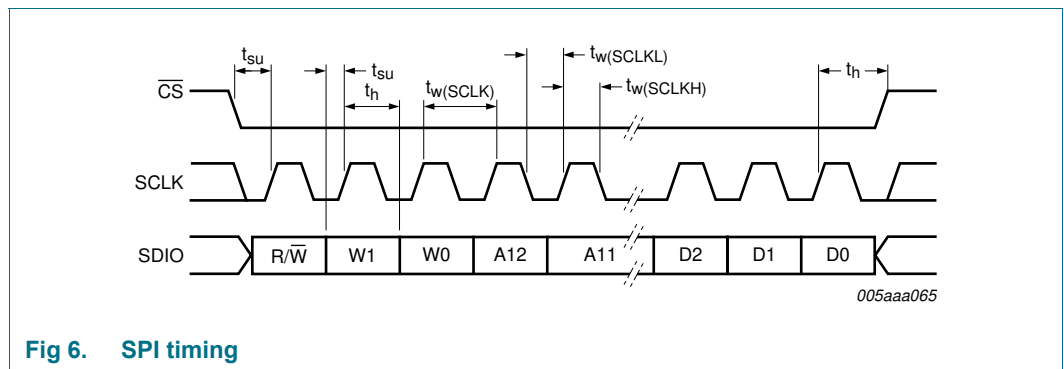 tsu
tsu
th
tw(SCLK)
tw(SCLKL)
tw(SCLKH)
th
CS
SCLK
SDIO
R/W
W1
W0
A12
A11
D2
D1
D0
005aaa065
Fig 6. SPI timing